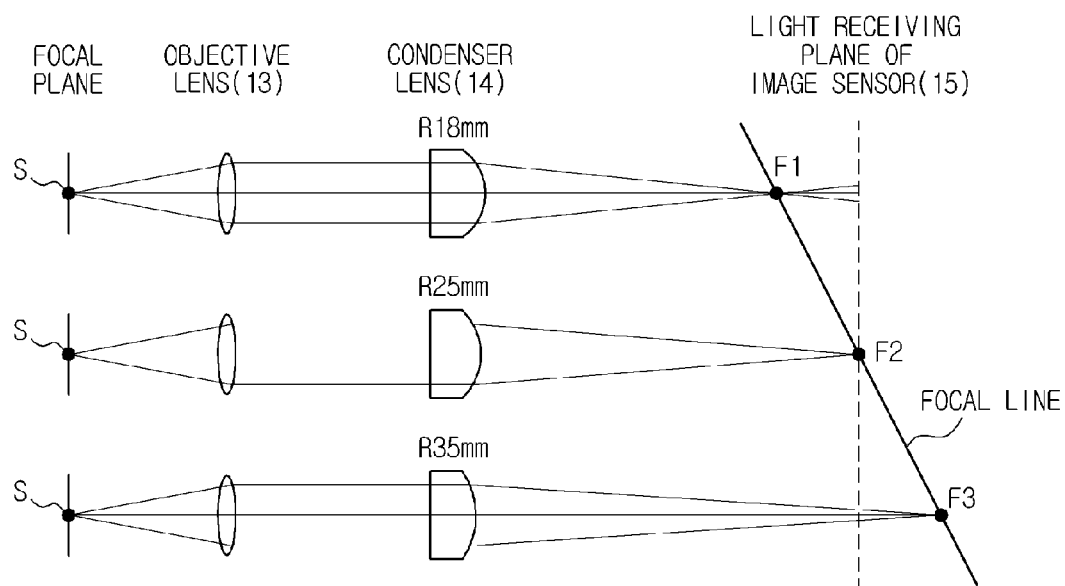 FOCAL
PLANE
OBJECTIVE
LENS(13)
CONDENSER
LENS(14)
LIGHT RECEIVING
PLANE OF
IMAGE SENSOR(15)
R18mm
S
F1
R25mm
S
F2
FOCAL LINE
R35mm
S
F3